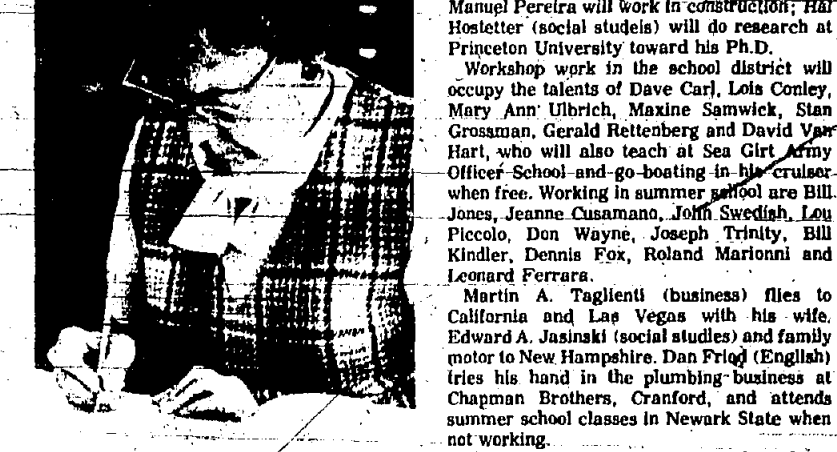 Manuel Pereira will work in construction; Hal
Hostetter (social studeis) will do research at
Princeton University toward his Ph.D.
Workshop work in the school district will
occupy the talents of Dave Carl, Lois Conley,
Mary Ann Ulbrich, Maxine Samwick, Stan
Grossman, Gerald Rettenberg and David Van
Hart, who will also teach at Sea Girt Army
Officer School and go boating in his cruiser
when free. Working in summer school are Bill
Jones, Jeanne Cusamano, John Swedish, Lou
Piccolo, Don Wayne, Joseph Trinity, Bill
Kindler, Dennis Fox, Roland Marionni and
Leonard Ferrara.
Martin A. Taglienti (business) flies to
California and Las Vegas with his wife,
Edward A. Jasinski (social studies) and family
motor to New Hampshire. Dan Friod (English)
tries his hand in the plumbing business at
Chapman Brothers, Cranford, and attends
summer school classes in Newark State when
not working.